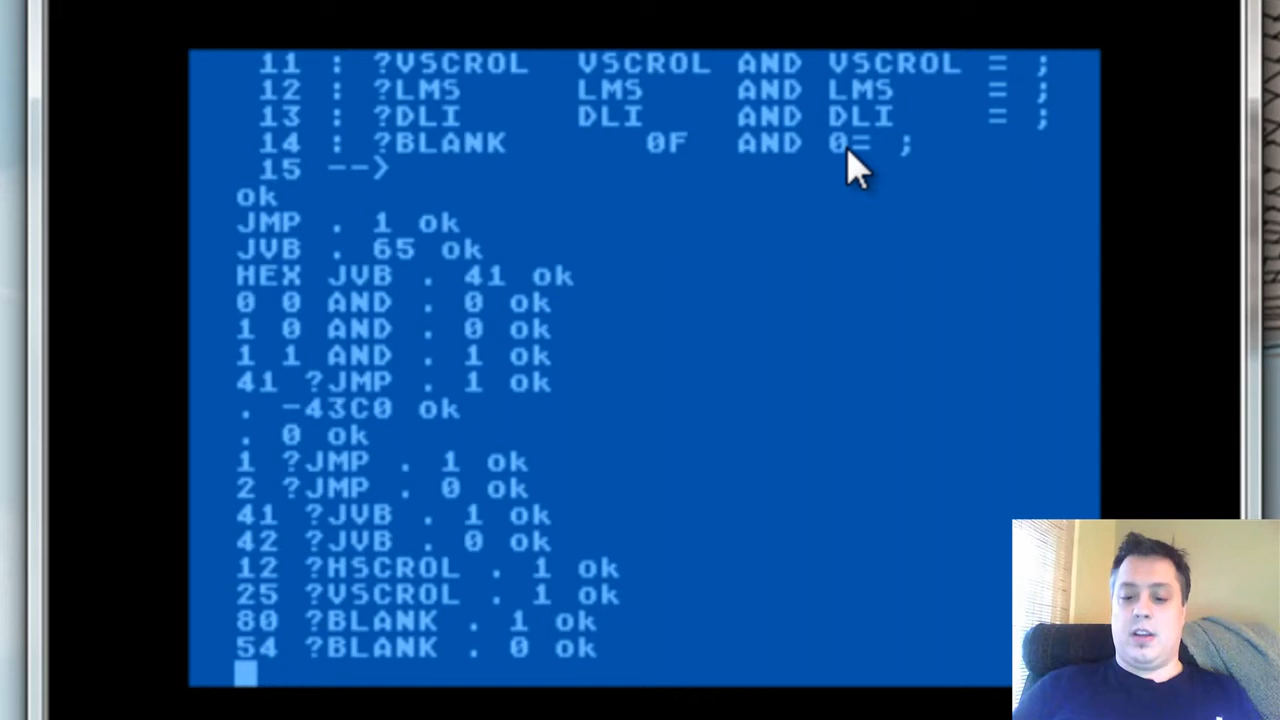 11 : ?VSCROL VSCROL AND VSCROL = ;
12 : ?LMS LMS AND LMS = ;
13 : ?DLI DLI AND DLI = ;
14 : ?BLANK 0F AND 0= ;
15 -->
ok
JMP . 1 ok
JVB . 65 ok
HEX JVB . 41 ok
0 0 AND . 0 ok
1 0 AND . 0 ok
1 1 AND . 1 ok
41 ?JMP . 1 ok
. -43C0 ok
. 0 ok
1 ?JMP . 1 ok
2 ?JMP . 0 ok
41 ?JVB . 1 ok
42 ?JVB . 0 ok
12 ?HSCROL . 1 ok
25 ?VSCROL . 1 ok
80 ?BLANK . 1 ok
54 ?BLANK . 0 ok